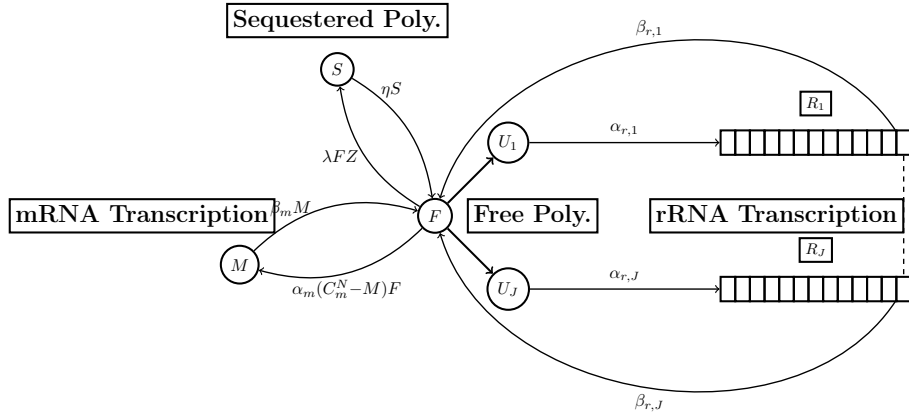 Sequestered Poly.
β_{r,1}
S
ηS
R_1
U_1
α_{r,1}
λFZ
mRNA Transcription
β_m M
F
Free Poly.
rRNA Transcription
M
α_m(C_m^N−M)F
R_J
U_J
α_{r,J}
β_{r,J}